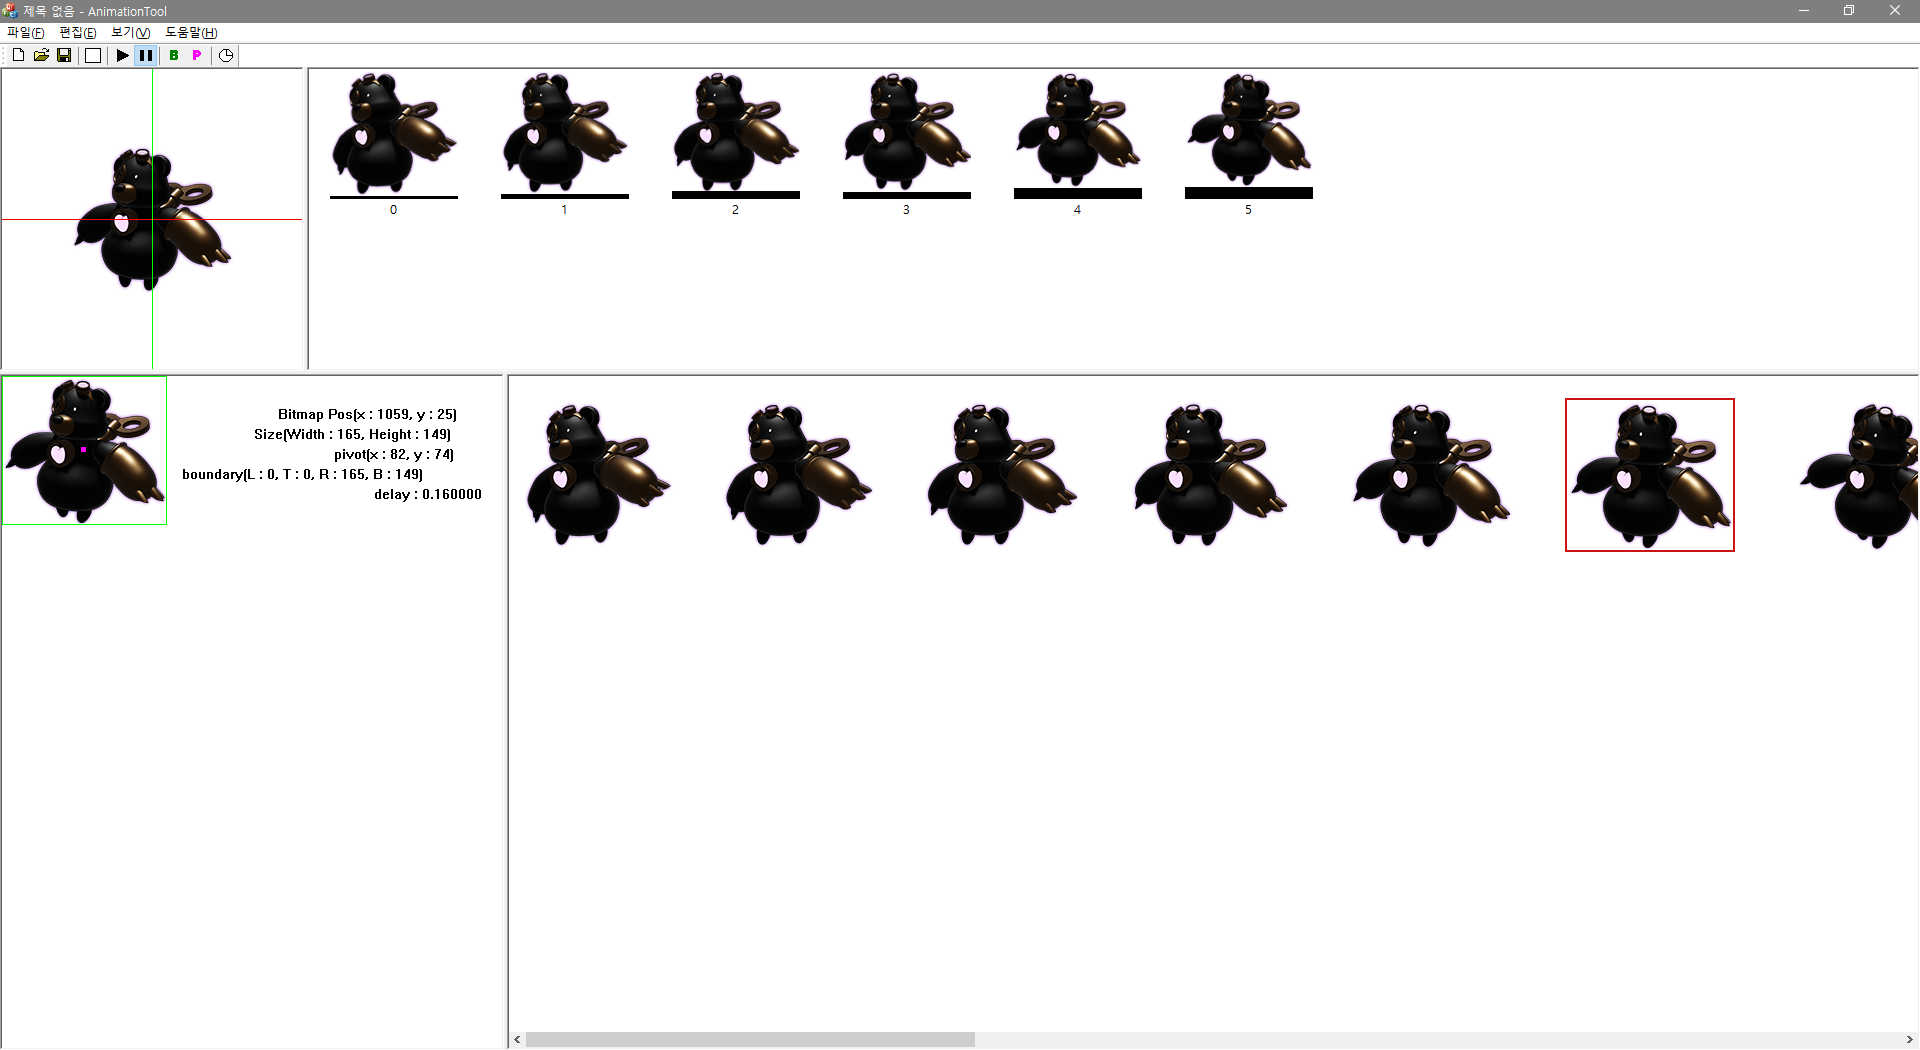 제목 없음 - AnimationTool
파일(F) 편집(E) 보기(V) 도움말(H)
B P
0 1 2 3 4 5
Bitmap Pos(x : 1059, y : 25)
Size(Width : 165, Height : 149)
pivot(x : 82, y : 74)
boundary(L : 0, T : 0, R : 165, B : 149)
delay : 0.160000